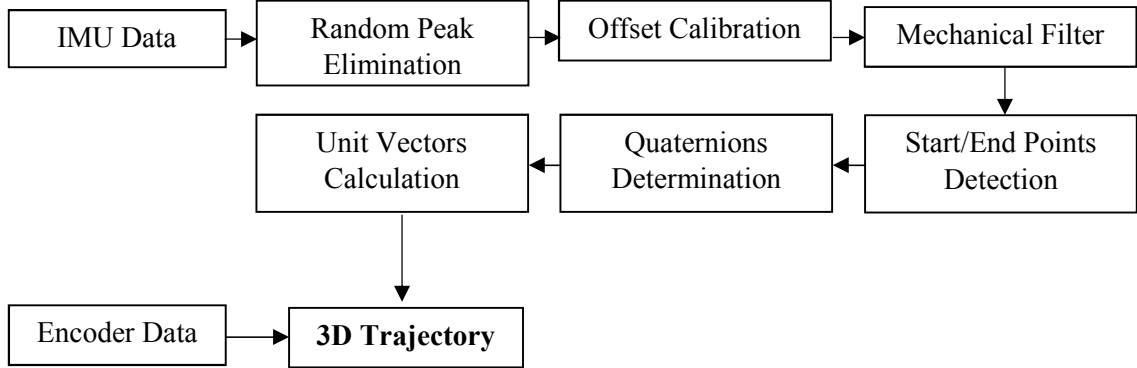 IMU Data
Random Peak
Elimination
Offset Calibration
Mechanical Filter
Unit Vectors
Calculation
Quaternions
Determination
Start/End Points
Detection
Encoder Data
3D Trajectory